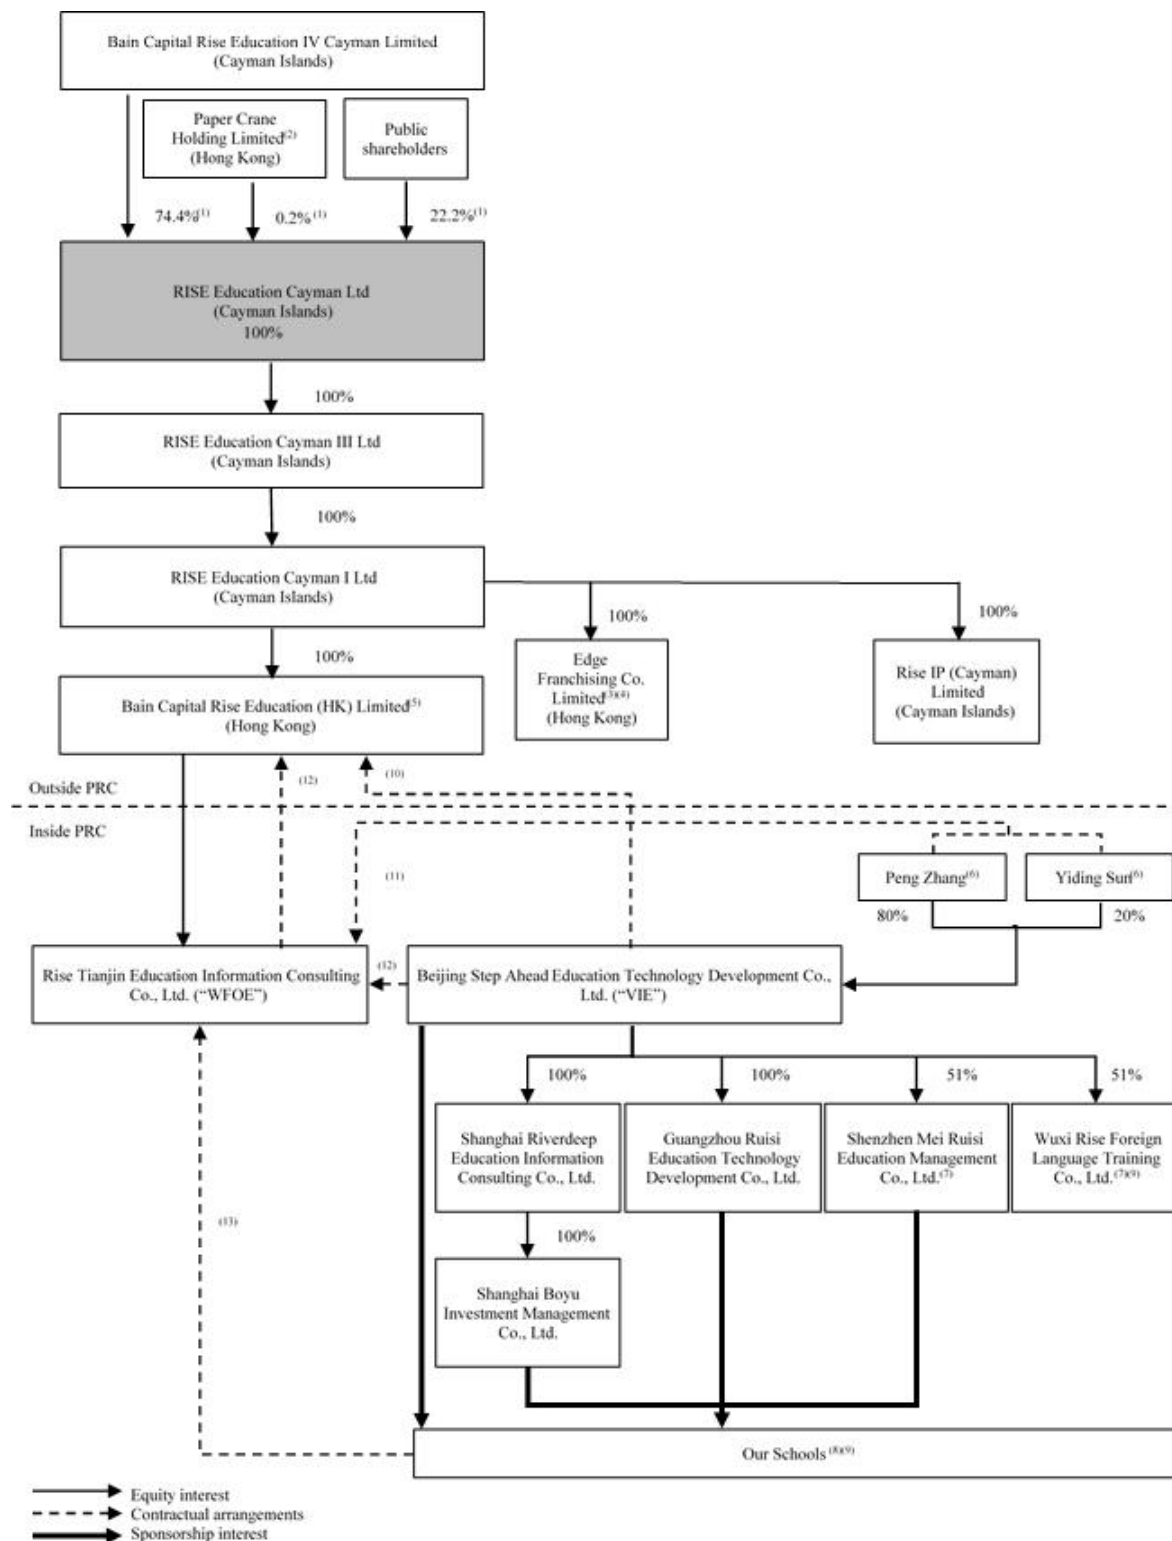 Bain Capital Rise Education IV Cayman Limited
(Cayman Islands)
Paper Crane
Holding Limited(2)
(Hong Kong)
Public
shareholders
74.4%(1)
0.2%(1)
22.2%(1)
RISE Education Cayman Ltd
(Cayman Islands)
100%
100%
RISE Education Cayman III Ltd
(Cayman Islands)
100%
RISE Education Cayman I Ltd
(Cayman Islands)
100%
100%
100%
Bain Capital Rise Education (HK) Limited(5)
(Hong Kong)
Edge
Franchising Co.
Limited(3)(4)
(Hong Kong)
Rise IP (Cayman)
Limited
(Cayman Islands)
(12)
(10)
Outside PRC
Inside PRC
(11)
Peng Zhang(6)
Yiding Sun(6)
80%
20%
Rise Tianjin Education Information Consulting
Co., Ltd. (“WFOE”)
(12)
Beijing Step Ahead Education Technology Development Co.,
Ltd. (“VIE”)
100%
100%
51%
51%
Shanghai Riverdeep
Education Information
Consulting Co., Ltd.
Guangzhou Ruisi
Education Technology
Development Co., Ltd.
Shenzhen Mei Ruisi
Education Management
Co., Ltd.(7)
Wuxi Rise Foreign
Language Training
Co., Ltd.(7)(9)
(13)
100%
Shanghai Boyu
Investment Management
Co., Ltd.
Our Schools (8)(9)
Equity interest
Contractual arrangements
Sponsorship interest